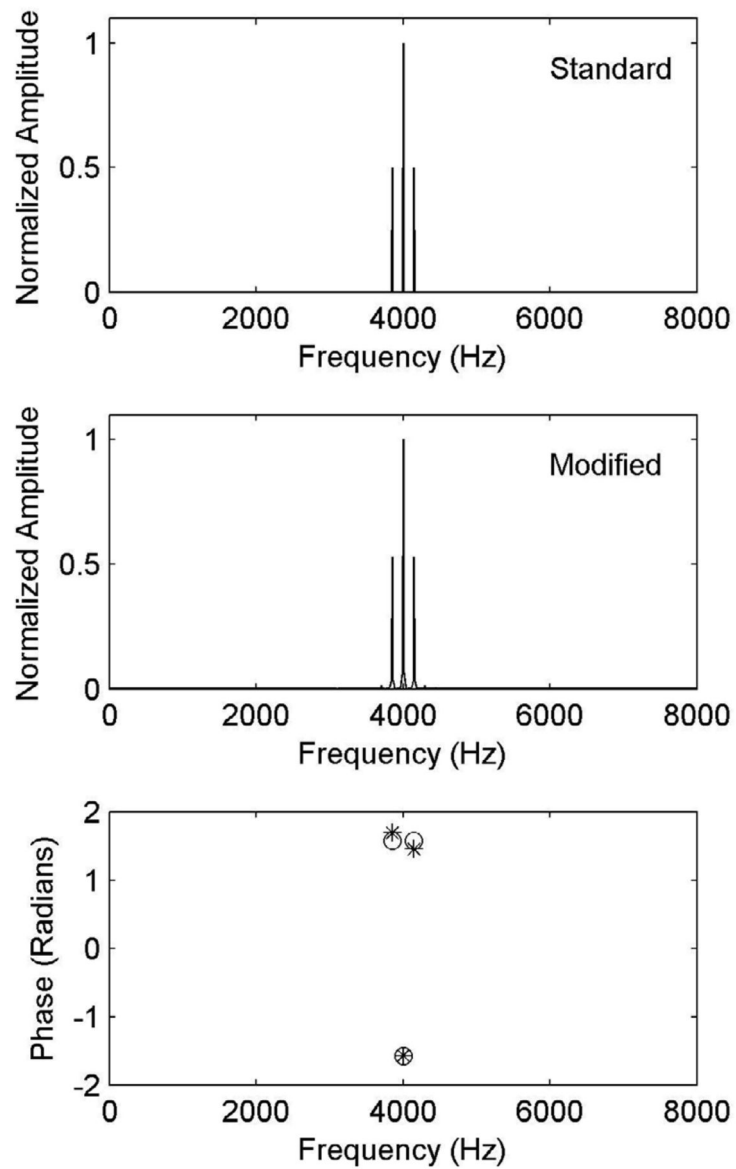 Normalized Amplitude
1
0.5
0
Standard
0 2000 4000 6000 8000
Frequency (Hz)
Normalized Amplitude
1
0.5
0
Modified
0 2000 4000 6000 8000
Frequency (Hz)
Phase (Radians)
2
1
0
-1
-2
0 2000 4000 6000 8000
Frequency (Hz)